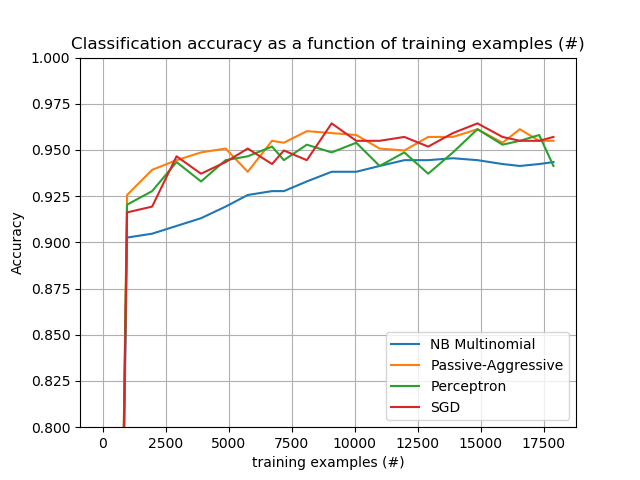 Classification accuracy as a function of training examples (#)
1.000
0.975
0.950
0.925
0.900
0.875
0.850
0.825
0.800
Accuracy
NB Multinomial
Passive-Aggressive
Perceptron
SGD
0 2500 5000 7500 10000 12500 15000 17500
training examples (#)